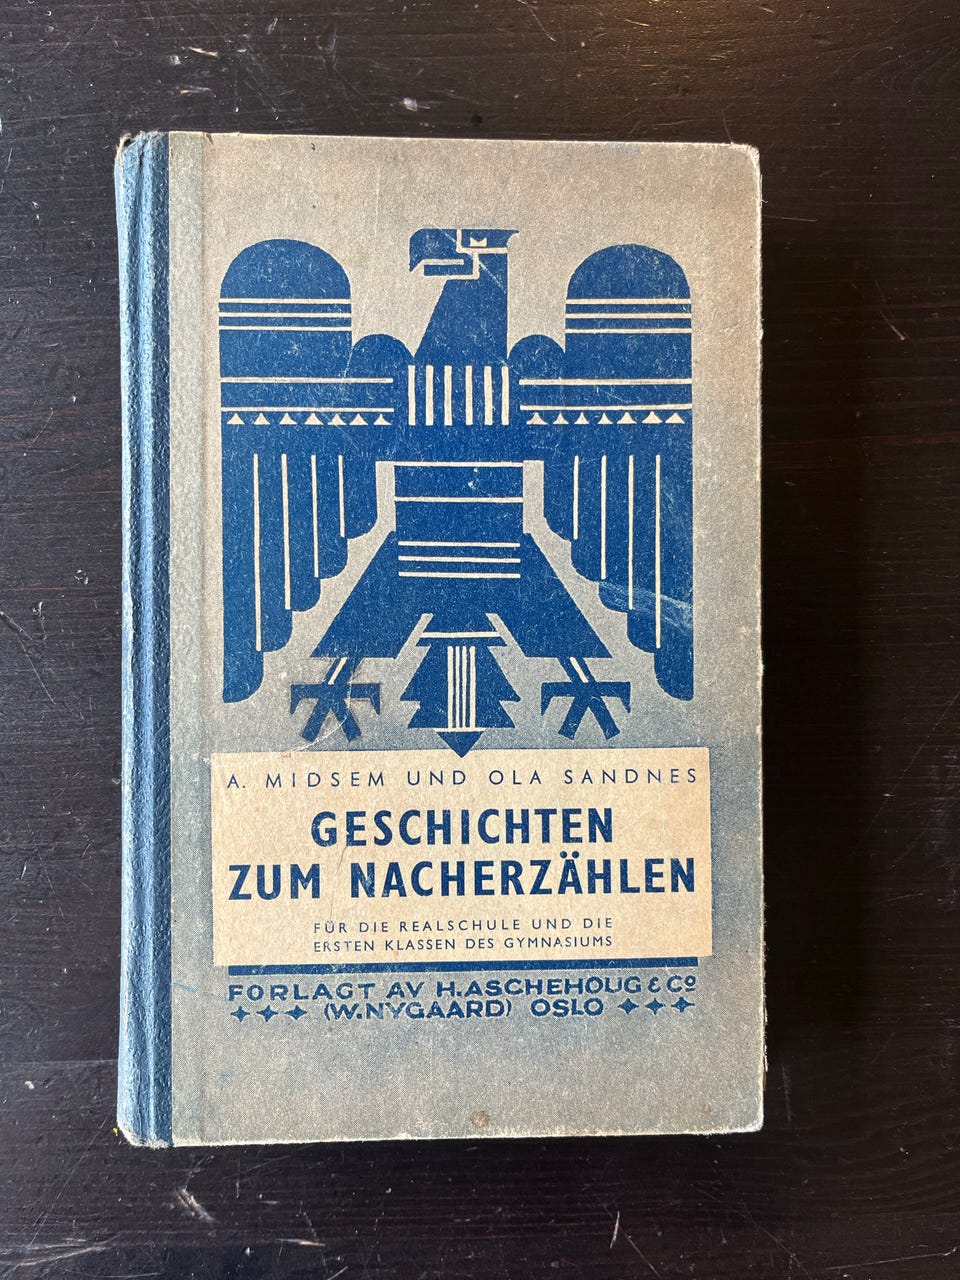 A. MIDSEM UND OLA SANDNES
GESCHICHTEN
ZUM NACHERZÄHLEN
FÜR DIE REALSCHULE UND DIE
ERSTEN KLASSEN DES GYMNASIUMS
FORLAGT AV H. ASCHEHOUG & Cº
(W. NYGAARD) OSLO